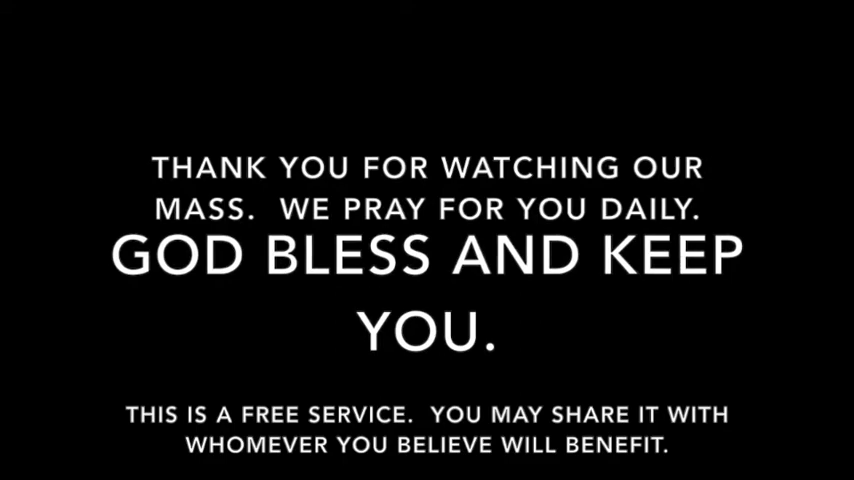 THANK YOU FOR WATCHING OUR
MASS.  WE PRAY FOR YOU DAILY.
GOD BLESS AND KEEP
YOU.
THIS IS A FREE SERVICE.  YOU MAY SHARE IT WITH
WHOMEVER YOU BELIEVE WILL BENEFIT.